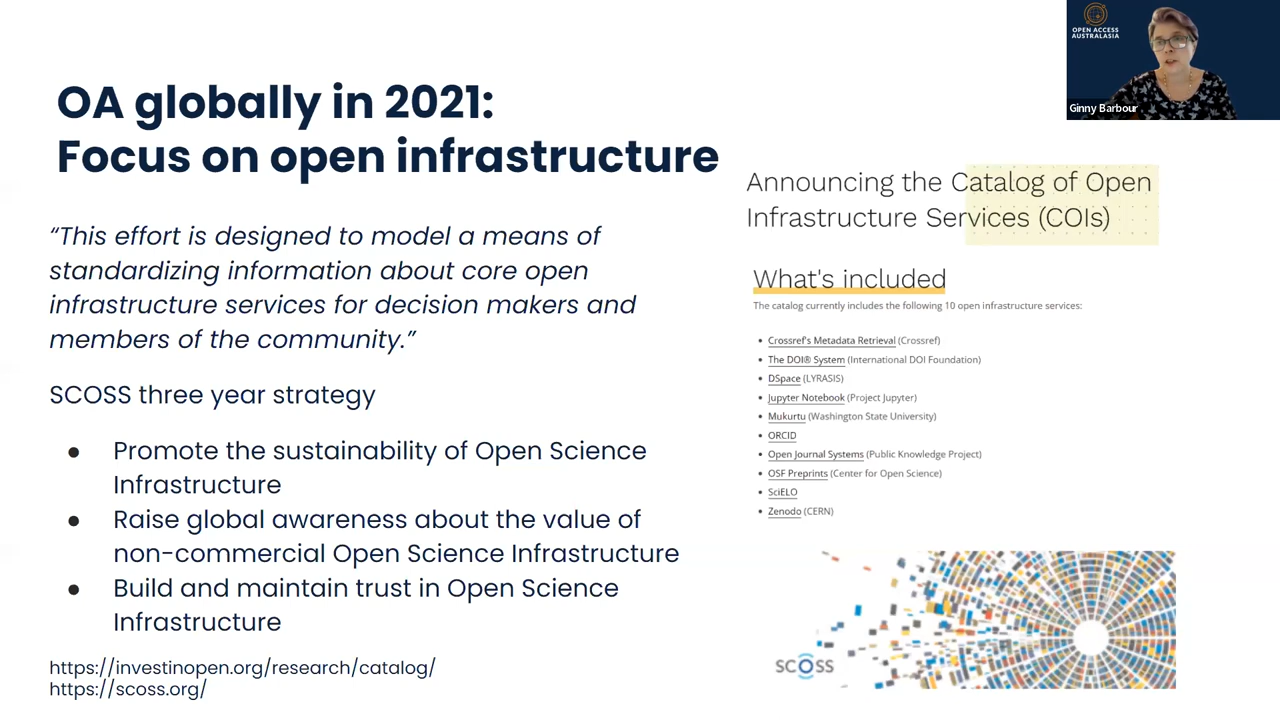 OPEN ACCESS
AUSTRALASIA
Ginny Barbour
OA globally in 2021:
Focus on open infrastructure
“This effort is designed to model a means of
standardizing information about core open
infrastructure services for decision makers and
members of the community.”
SCOSS three year strategy
● Promote the sustainability of Open Science
Infrastructure
● Raise global awareness about the value of
non-commercial Open Science Infrastructure
● Build and maintain trust in Open Science
Infrastructure
https://investinopen.org/research/catalog/
https://scoss.org/
Announcing the Catalog of Open
Infrastructure Services (COIs)
What's included
The catalog currently includes the following 10 open infrastructure services:
• Crossref's Metadata Retrieval (Crossref)
• The DOI® System (International DOI Foundation)
• DSpace (LYRASIS)
• Jupyter Notebook (Project Jupyter)
• Mukurtu (Washington State University)
• ORCID
• Open Journal Systems (Public Knowledge Project)
• OSF Preprints (Center for Open Science)
• SciELO
• Zenodo (CERN)
SCOSS